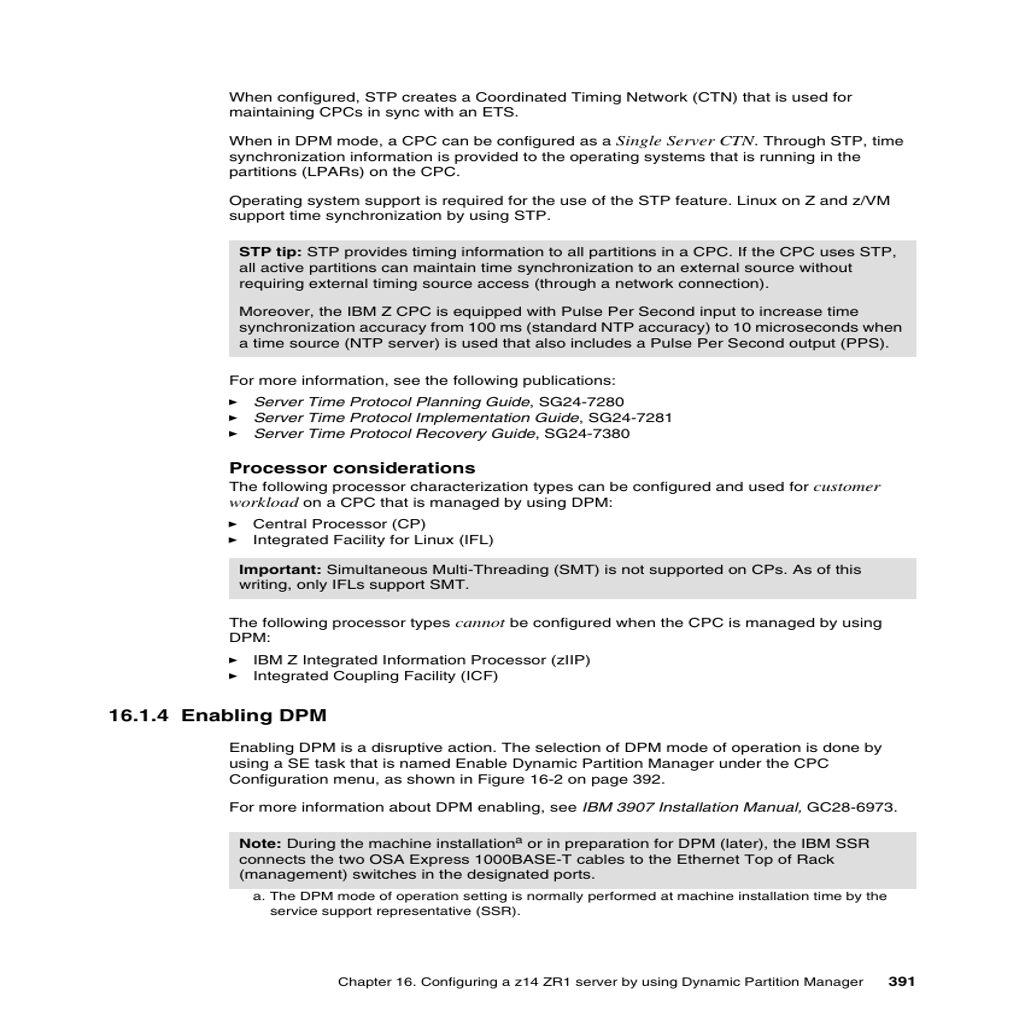 When configured, STP creates a Coordinated Timing Network (CTN) that is used for
maintaining CPCs in sync with an ETS.
When in DPM mode, a CPC can be configured as a Single Server CTN. Through STP, time
synchronization information is provided to the operating systems that is running in the
partitions (LPARs) on the CPC.
Operating system support is required for the use of the STP feature. Linux on Z and z/VM
support time synchronization by using STP.
STP tip: STP provides timing information to all partitions in a CPC. If the CPC uses STP,
all active partitions can maintain time synchronization to an external source without
requiring external timing source access (through a network connection).
Moreover, the IBM Z CPC is equipped with Pulse Per Second input to increase time
synchronization accuracy from 100 ms (standard NTP accuracy) to 10 microseconds when
a time source (NTP server) is used that also includes a Pulse Per Second output (PPS).
For more information, see the following publications:
► Server Time Protocol Planning Guide, SG24-7280
► Server Time Protocol Implementation Guide, SG24-7281
► Server Time Protocol Recovery Guide, SG24-7380
Processor considerations
The following processor characterization types can be configured and used for customer
workload on a CPC that is managed by using DPM:
► Central Processor (CP)
► Integrated Facility for Linux (IFL)
Important: Simultaneous Multi-Threading (SMT) is not supported on CPs. As of this
writing, only IFLs support SMT.
The following processor types cannot be configured when the CPC is managed by using
DPM:
► IBM Z Integrated Information Processor (zIIP)
► Integrated Coupling Facility (ICF)
16.1.4 Enabling DPM
Enabling DPM is a disruptive action. The selection of DPM mode of operation is done by
using a SE task that is named Enable Dynamic Partition Manager under the CPC
Configuration menu, as shown in Figure 16-2 on page 392.
For more information about DPM enabling, see IBM 3907 Installation Manual, GC28-6973.
Note: During the machine installationa or in preparation for DPM (later), the IBM SSR
connects the two OSA Express 1000BASE-T cables to the Ethernet Top of Rack
(management) switches in the designated ports.
a. The DPM mode of operation setting is normally performed at machine installation time by the
service support representative (SSR).
Chapter 16. Configuring a z14 ZR1 server by using Dynamic Partition Manager 391